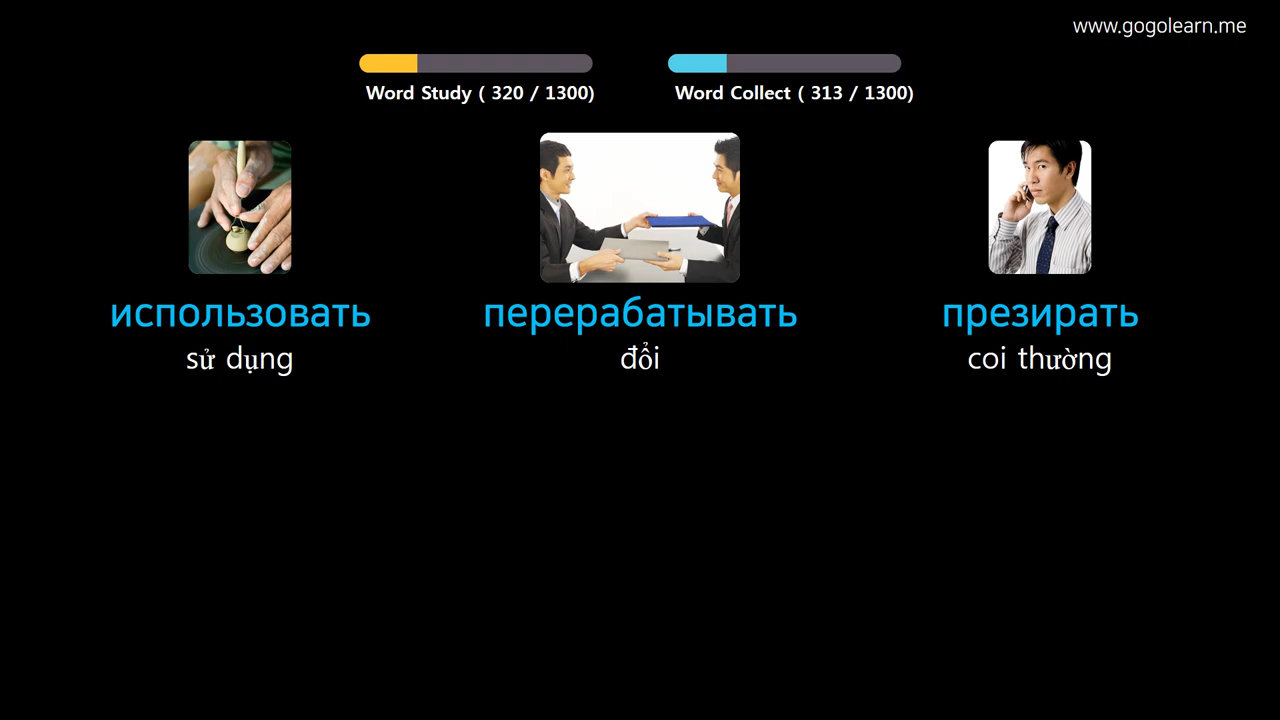 www.gogolearn.me
Word Study ( 320 / 1300)
Word Collect ( 313 / 1300)
использовать
перерабатывать
презирать
sử dụng
đổi
coi thường